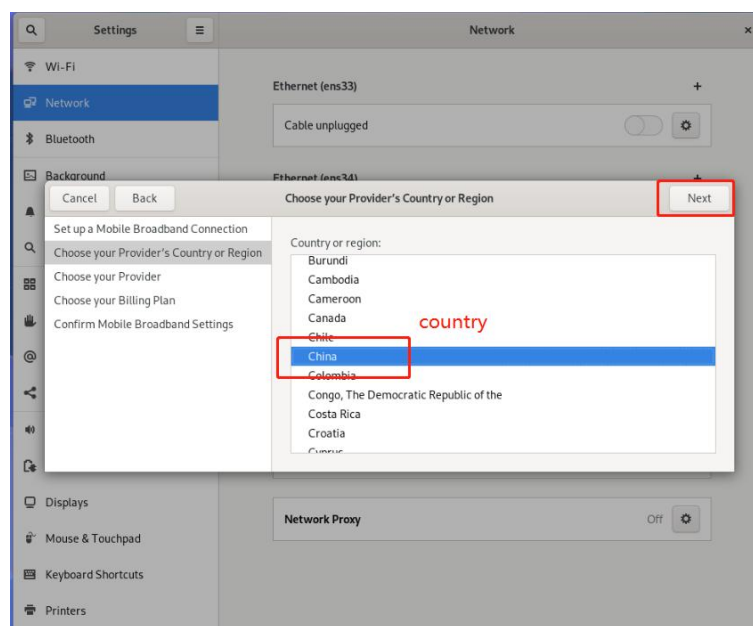 Settings
Network
×
Wi-Fi
Network
Bluetooth
Background
@
Displays
Mouse & Touchpad
Keyboard Shortcuts
Printers
Ethernet (ens33)
+
Cable unplugged
Ethernet (ens34)
+
Cancel
Back
Choose your Provider's Country or Region
Next
Set up a Mobile Broadband Connection
Choose your Provider's Country or Region
Choose your Provider
Choose your Billing Plan
Confirm Mobile Broadband Settings
Country or region:
Burundi
Cambodia
Cameroon
Canada
Chile
country
China
Colombia
Congo, The Democratic Republic of the
Costa Rica
Croatia
Cyprus
Network Proxy
Off